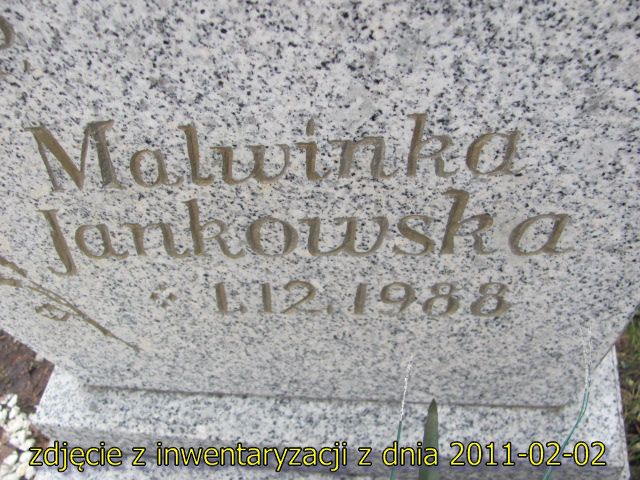 Malwinka
Jankowska
1.12.1988
zdjęcie z inwentaryzacji z dnia 2011-02-02